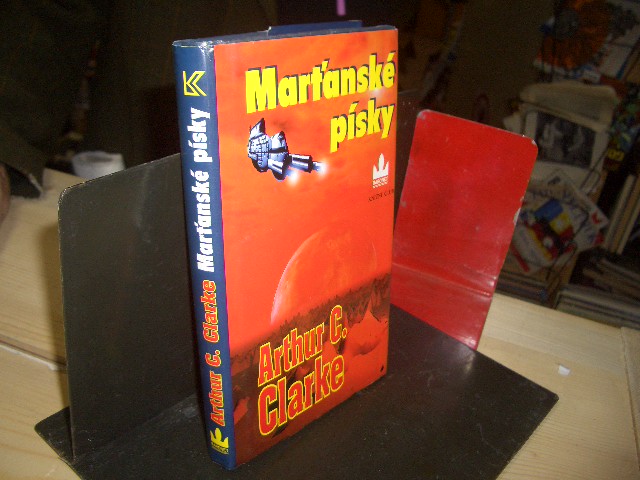 Marťanské
písky
Arthur C.
Clarke
Arthur C. Clarke Marťanské písky